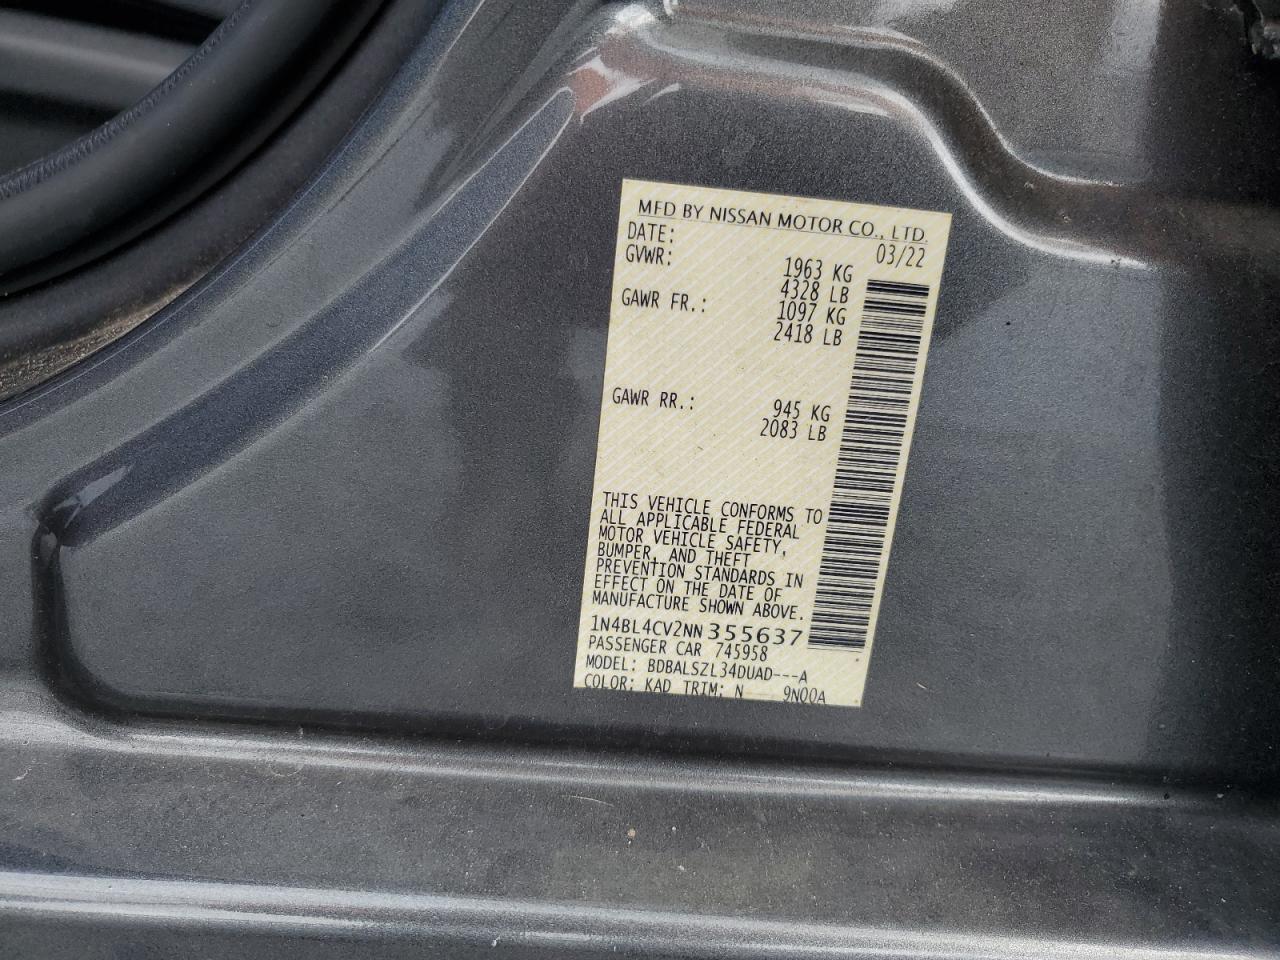 MFD BY NISSAN MOTOR CO., LTD.
DATE: 03/22
GVWR: 1963 KG
4328 LB
GAWR FR.: 1097 KG
2418 LB
GAWR RR.: 945 KG
2083 LB
THIS VEHICLE CONFORMS TO
ALL APPLICABLE FEDERAL
MOTOR VEHICLE SAFETY,
BUMPER, AND THEFT
PREVENTION STANDARDS IN
EFFECT ON THE DATE OF
MANUFACTURE SHOWN ABOVE.
1N4BL4CV2NN355637
PASSENGER CAR 745958
MODEL: BDBALSZL34DUAD---A
COLOR: KAD TRIM: N 9N00A